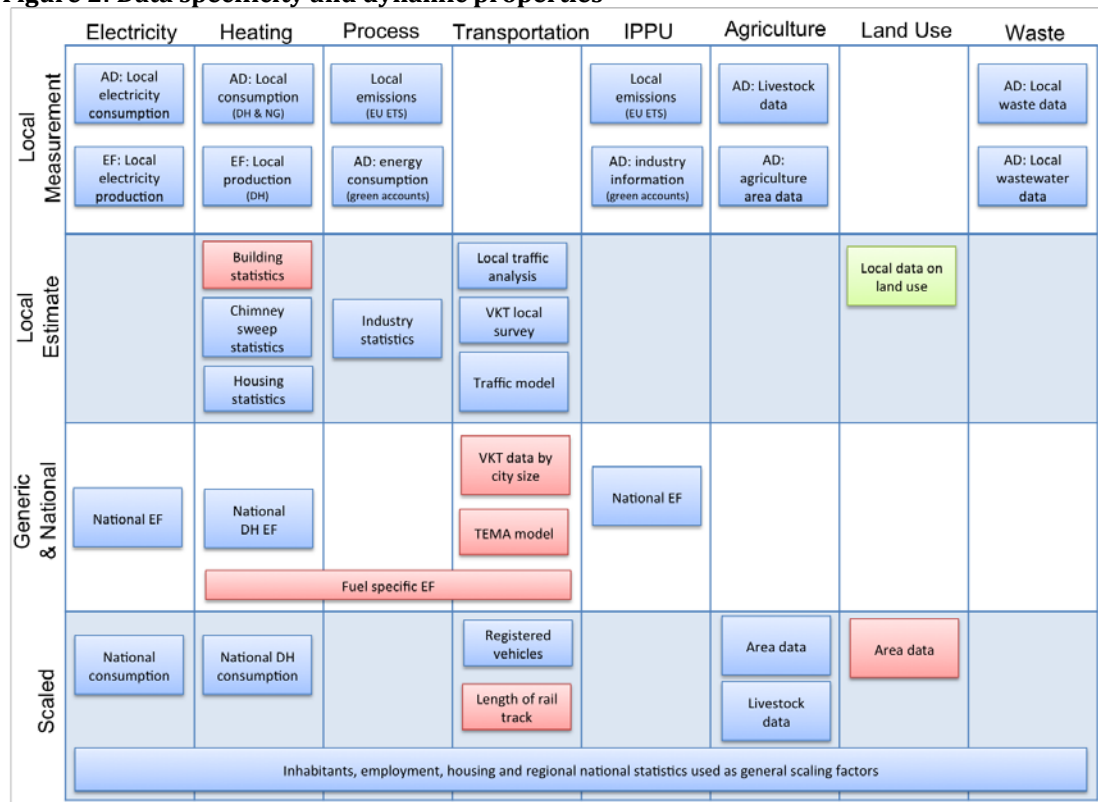 Figure 2: Data specificity and dynamic properties
Electricity Heating Process Transportation IPPU Agriculture Land Use Waste
Local
Measurement
AD: Local
electricity
consumption
AD: Local
consumption
(DH & NG)
Local
emissions
(EU ETS)
Local
emissions
(EU ETS)
AD: Livestock
data
AD: Local
waste data
EF: Local
electricity
production
EF: Local
production
(DH)
AD: energy
consumption
(green accounts)
AD: industry
information
(green accounts)
AD:
agriculture
area data
AD: Local
wastewater
data
Local
Estimate
Building
statistics
Chimney
sweep
statistics
Housing
statistics
Industry
statistics
Local traffic
analysis
VKT local
survey
Traffic model
Local data on
land use
Generic
& National
National EF
National
DH EF
VKT data by
city size
TEMA model
National EF
Fuel specific EF
Scaled
National
consumption
National DH
consumption
Registered
vehicles
Length of rail
track
Area data
Livestock
data
Area data
Inhabitants, employment, housing and regional national statistics used as general scaling factors